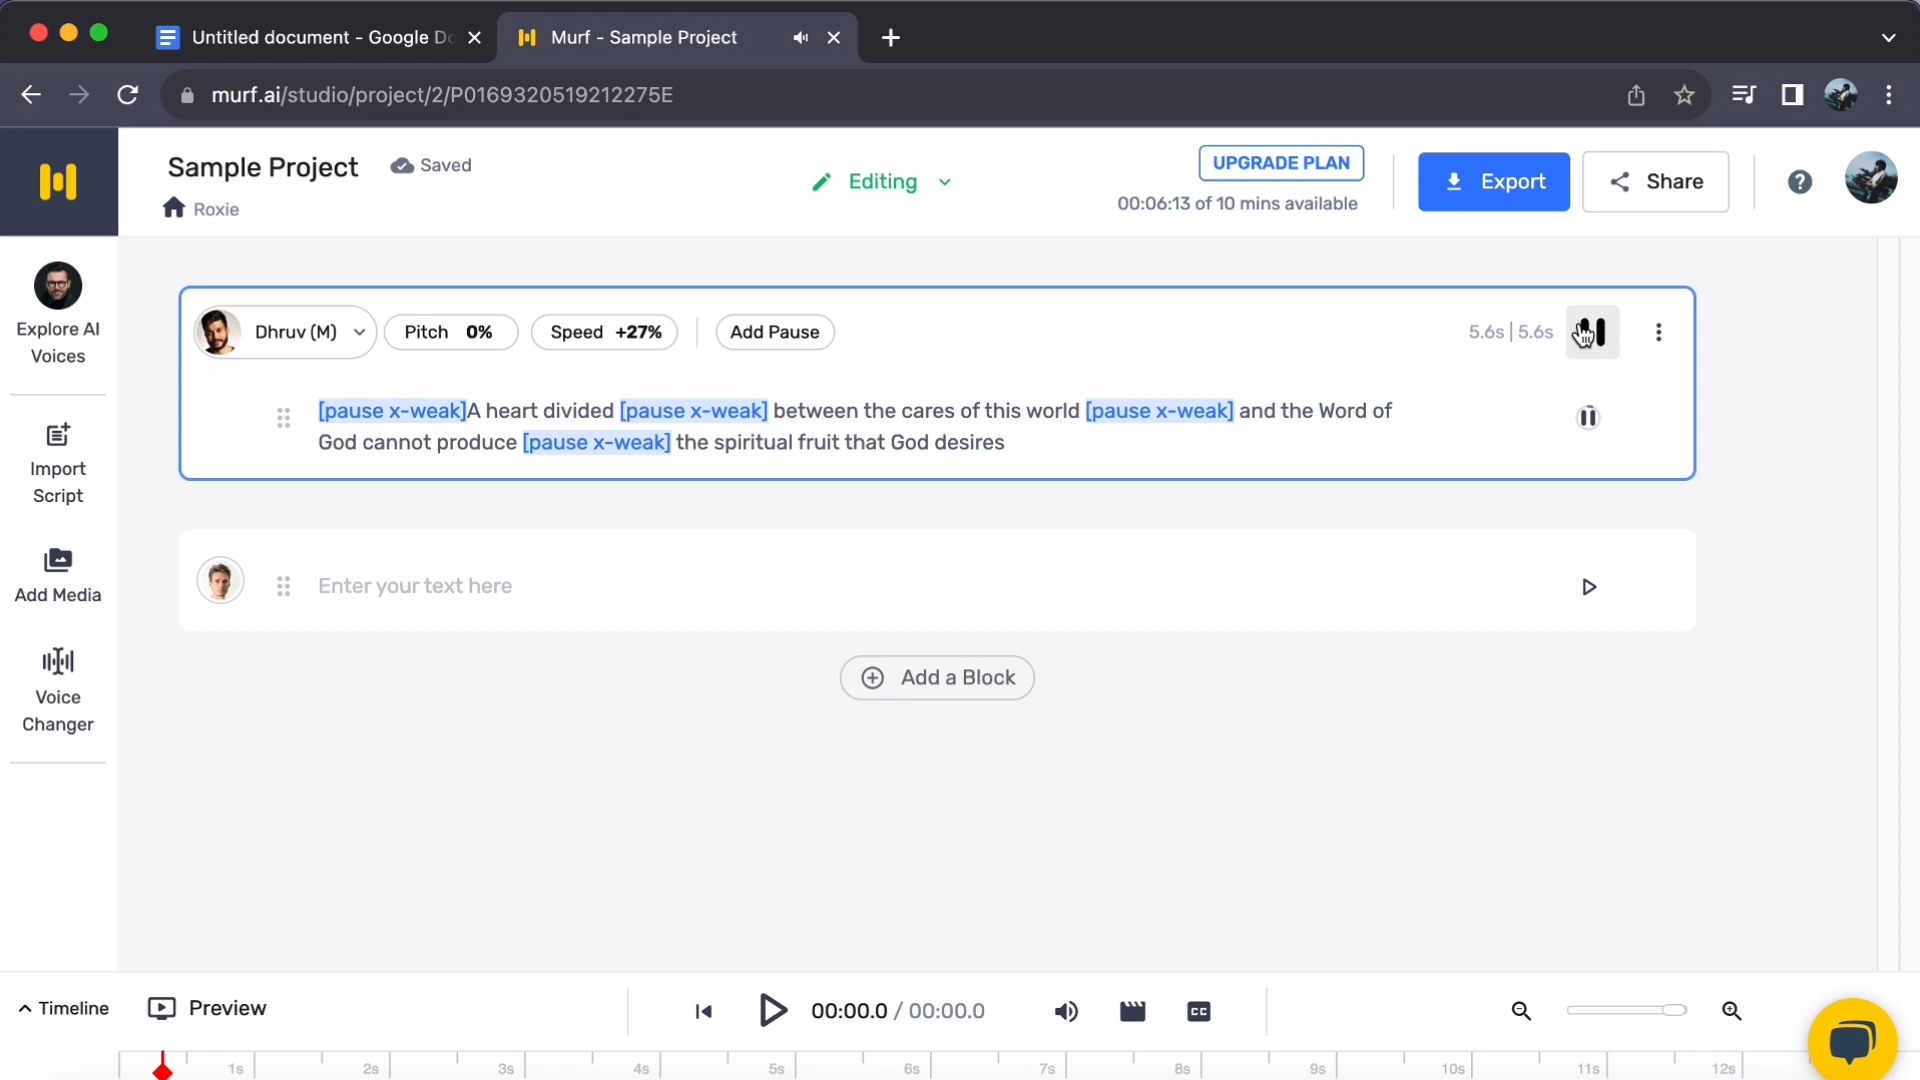 Untitled document - Google Do
Murf - Sample Project
murf.ai/studio/project/2/P0169320519212275E
Sample Project
Saved
Roxie
Editing
UPGRADE PLAN
00:06:13 of 10 mins available
Export
Share
Explore AI
Voices
Import
Script
Add Media
Voice
Changer
Dhruv (M)
Pitch 0%
Speed +27%
Add Pause
5.6s | 5.6s
[pause x-weak]A heart divided [pause x-weak] between the cares of this world [pause x-weak] and the Word of
God cannot produce [pause x-weak] the spiritual fruit that God desires
Enter your text here
Add a Block
Timeline
Preview
00:00.0 / 00:00.0
CC
1s 2s 3s 4s 5s 6s 7s 8s 9s 10s 11s 12s